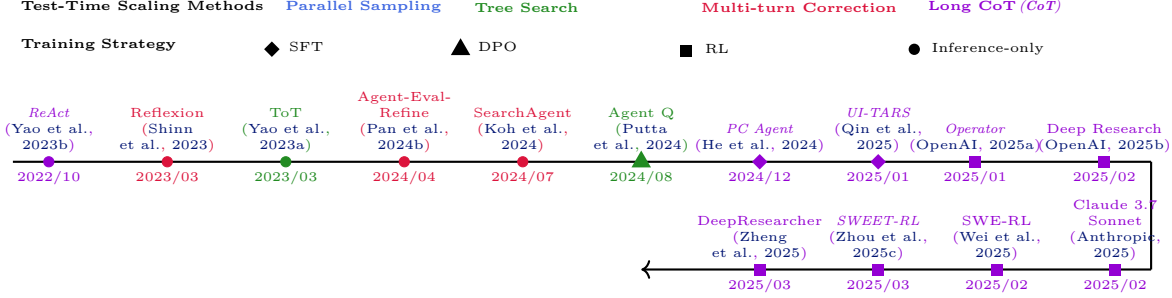 Test-Time Scaling Methods Parallel Sampling Tree Search Multi-turn Correction Long CoT (CoT)
Training Strategy SFT DPO RL Inference-only
ReAct
(Yao et al.,
2023b)
2022/10
Reflexion
(Shinn
et al., 2023)
2023/03
ToT
(Yao et al.,
2023a)
2023/03
Agent-Eval-
Refine
(Pan et al.,
2024b)
2024/04
SearchAgent
(Koh et al.,
2024)
2024/07
Agent Q
(Putta
et al., 2024)
2024/08
PC Agent
(He et al., 2024)
2024/12
UI-TARS
(Qin et al.,
2025)
2025/01
Operator
(OpenAI, 2025a)
2025/01
Deep Research
(OpenAI, 2025b)
2025/02
DeepResearcher
(Zheng
et al., 2025)
2025/03
SWEET-RL
(Zhou et al.,
2025c)
2025/03
SWE-RL
(Wei et al.,
2025)
2025/02
Claude 3.7
Sonnet
(Anthropic,
2025)
2025/02